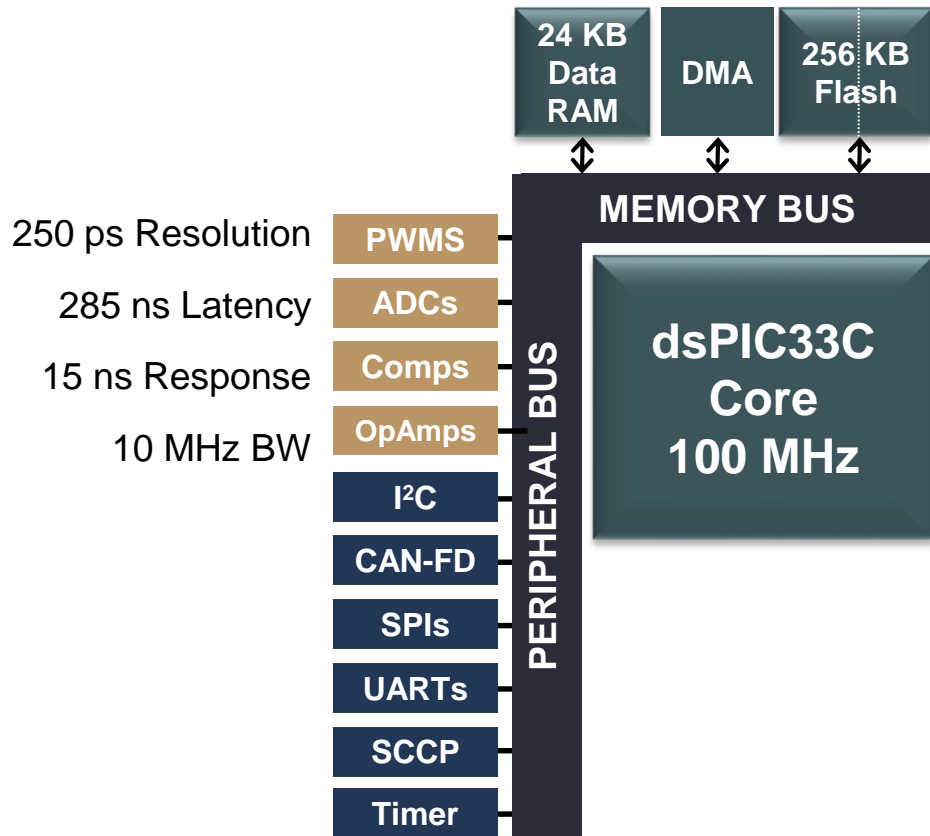 24 KB
Data
RAM
DMA
256 KB
Flash
MEMORY BUS
250 ps Resolution
PWMS
285 ns Latency
ADCs
15 ns Response
Comps
10 MHz BW
OpAmps
I²C
CAN-FD
SPIs
UARTs
SCCP
Timer
PERIPHERAL BUS
dsPIC33C
Core
100 MHz